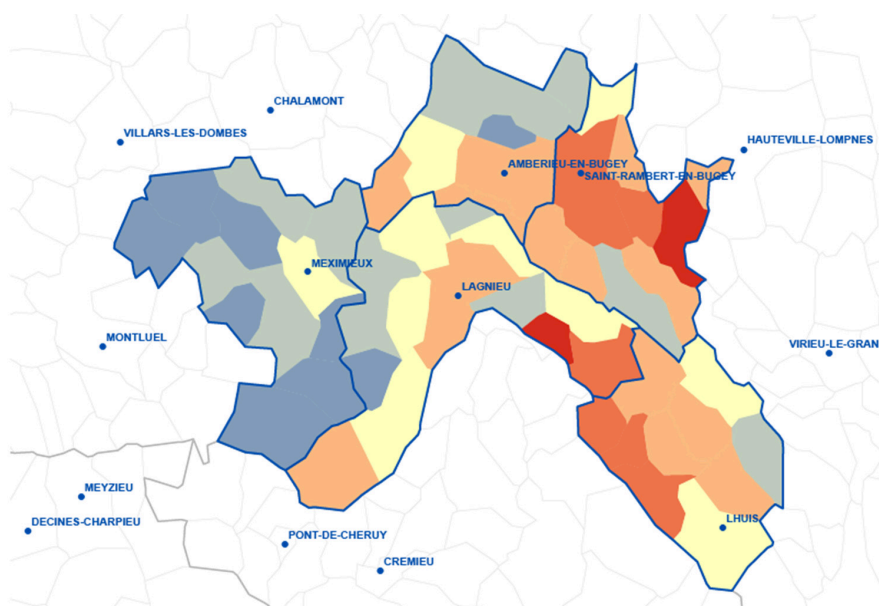 CHALAMONT
VILLARS-LES-DOMBES
HAUTEVILLE-LOMPNES
AMBERIEU-EN-BUGEY
SAINT-RAMBERT-EN-BUGEY
MEXIMIEUX
LAGNIEU
MONTLUEL
VIRIEU-LE-GRAN
MEYZIEU
DECINES-CHARPIEU
LHUIS
PONT-DE-CHERUY
CREMIEU